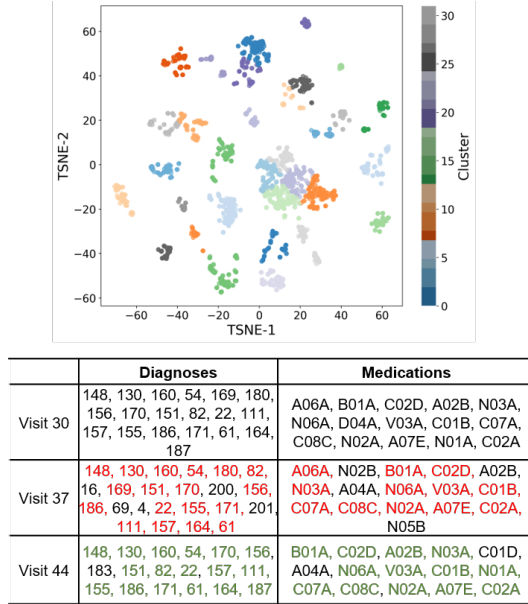 60
40
20
0
−20
−40
−60
−60
−40
−20
0
20
40
60
TSNE-2
TSNE-1
30
25
20
15
10
5
0
Cluster
Diagnoses
Medications
Visit 30
148, 130, 160, 54, 169, 180,
156, 170, 151, 82, 22, 111,
157, 155, 186, 171, 61, 164,
187
A06A, B01A, C02D, A02B, N03A,
N06A, D04A, V03A, C01B, C07A,
C08C, N02A, A07E, N01A, C02A
Visit 37
148, 130, 160, 54, 180, 82,
16, 169, 151, 170, 200, 156,
186, 69, 4, 22, 155, 171, 201,
111, 157, 164, 61
A06A, N02B, B01A, C02D, A02B,
N03A, A04A, N06A, V03A, C01B,
C07A, C08C, N02A, A07E, C02A,
N05B
Visit 44
148, 130, 160, 54, 170, 156,
183, 151, 82, 22, 157, 111,
155, 186, 171, 61, 164, 187
B01A, C02D, A02B, N03A, C01D,
A04A, N06A, V03A, C01B, N01A,
C07A, C08C, N02A, A07E, C02A